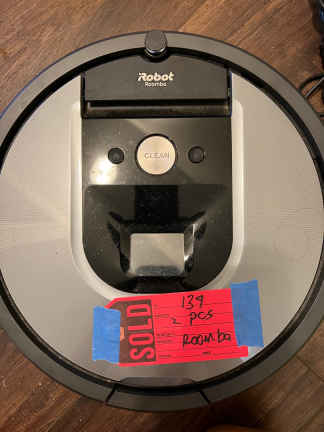 iRobot
Roomba
CLEAN
SOLD
139
2 pcs
ROOMba